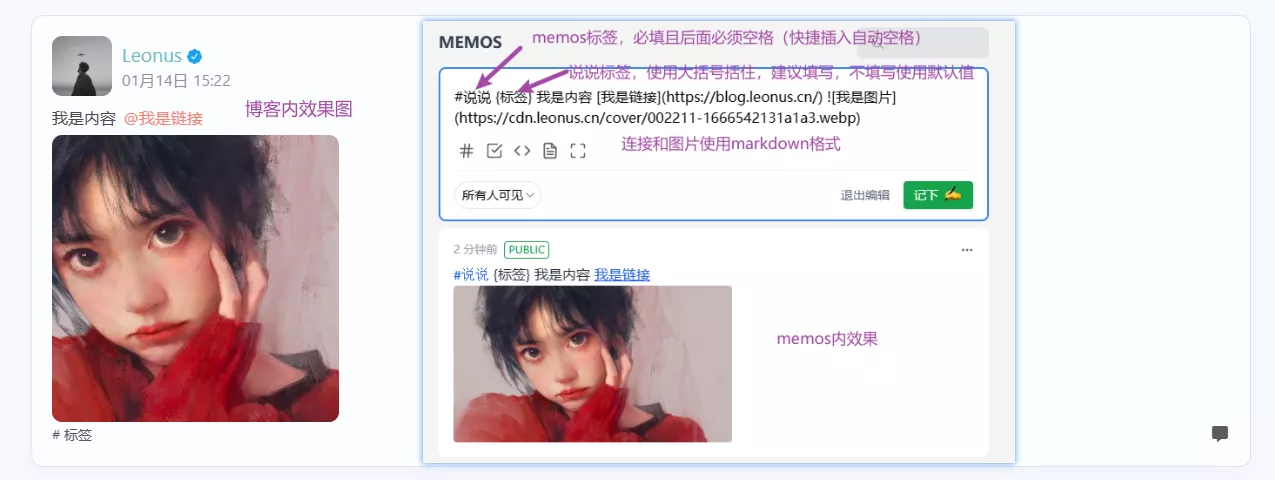 Leonus
01月14日 15:22
我是内容 @我是链接
博客内效果图
# 标签
MEMOS
memos标签，必填且后面必须空格（快捷插入自动空格）
说说标签，使用大括号括住，建议填写，不填写使用默认值
#说说 {标签} 我是内容 [我是链接](https://blog.leonus.cn/) ![我是图片]
(https://cdn.leonus.cn/cover/002211-1666542131a1a3.webp)
连接和图片使用markdown格式
所有人可见
退出编辑
记下 ✍
2 分钟前 PUBLIC
#说说 {标签} 我是内容 我是链接
memos内效果